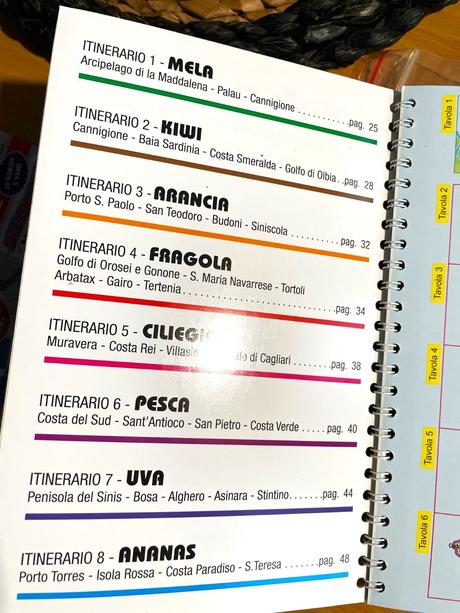 ITINERARIO 1 - MELA
Arcipelago di la Maddalena - Palau - Cannigione ..........pag. 25
ITINERARIO 2 - KIWI
Cannigione - Baia Sardinia - Costa Smeralda - Golfo di Olbia..pag. 28
ITINERARIO 3 - ARANCIA
Porto S. Paolo - San Teodoro - Budoni - Siniscola
...............pag. 32
ITINERARIO 4 - FRAGOLA
Golfo di Orosei e Gonone - S. Maria Navarrese - Tortoli
Arbatax - Gairo - Tertenia..............................pag. 34
ITINERARIO 5 -
Muravera - Costa Rei - di Cagliari .......pag. 38
ITINERARIO 6 - PESCA
Costa del Sud - Sant'Antioco - San Pietro - Costa Verde .....pag. 40
ITINERARIO 7 - UVA
Penisola del Sinis - Bosa - Alghero - Asinara - Stintino.......pag. 44
ITINERARIO 8 - ANANAS
Porto Torres - Isola Rossa - Costa Paradiso - S.Teresa .......pag. 48
Tavola 1
Tavola 2
Tavola 3
Tavola 4
Tavola 5
Tavola 6